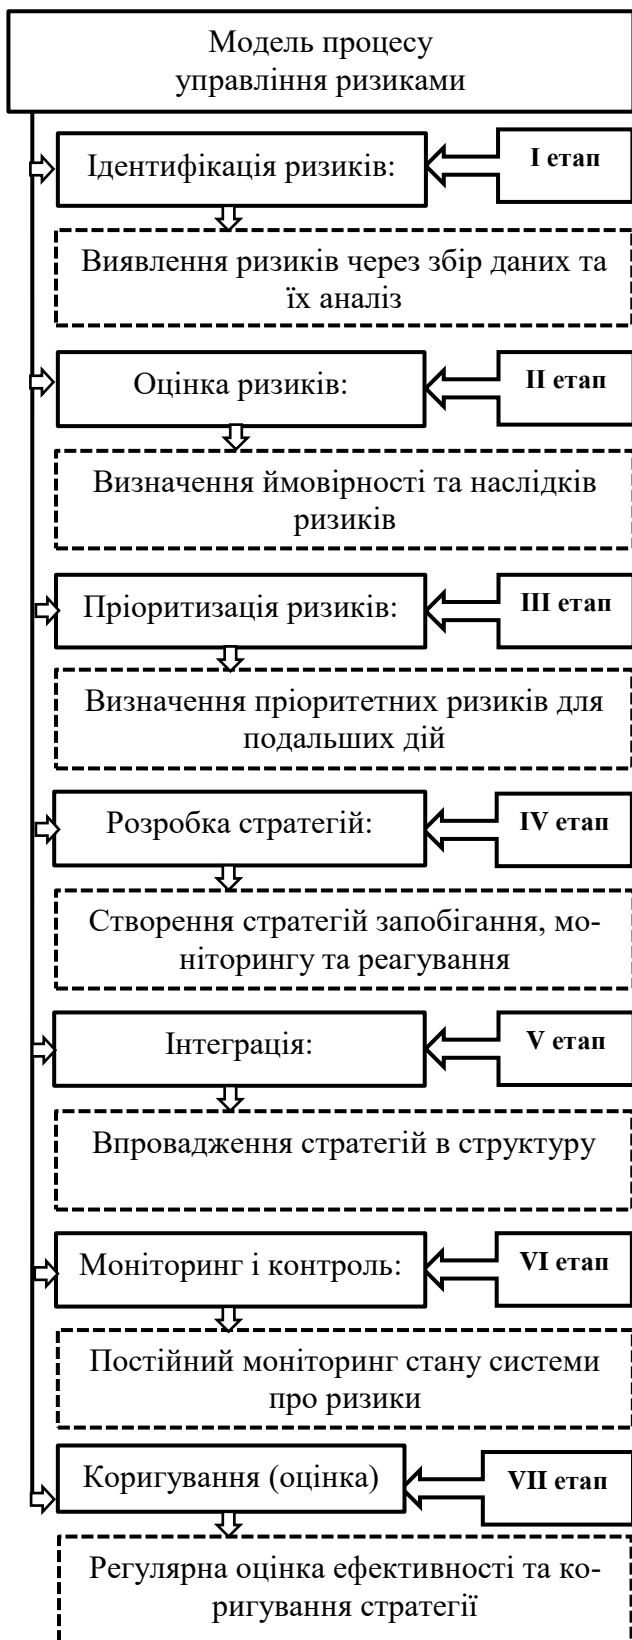 Модель процесу
управління ризиками
Ідентифікація ризиків:
І етап
Виявлення ризиків через збір даних та
їх аналіз
Оцінка ризиків:
ІІ етап
Визначення ймовірності та наслідків
ризиків
Пріоритизація ризиків:
ІІІ етап
Визначення пріоритетних ризиків для
подальших дій
Розробка стратегій:
IV етап
Створення стратегій запобігання, мо-
ніторингу та реагування
Інтеграція:
V етап
Впровадження стратегій в структуру
Моніторинг і контроль:
VI етап
Постійний моніторинг стану системи
про ризики
Коригування (оцінка)
VII етап
Регулярна оцінка ефективності та ко-
ригування стратегії